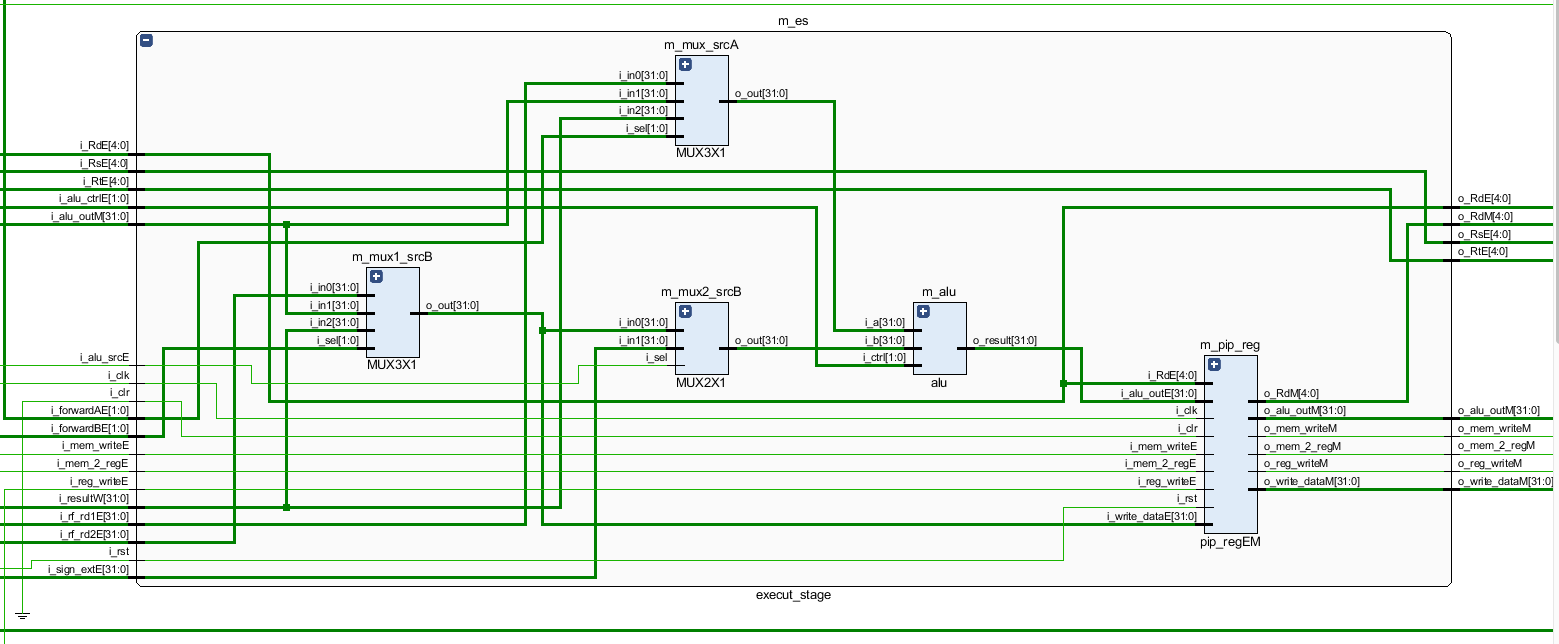 m_es
m_mux_srcA
i_in0[31:0]
i_in1[31:0]
i_in2[31:0]
i_sel[1:0]
o_out[31:0]
MUX3X1
i_RdE[4:0]
i_RsE[4:0]
i_RtE[4:0]
i_alu_ctrlE[1:0]
i_alu_outM[31:0]
o_RdE[4:0]
o_RdM[4:0]
o_RsE[4:0]
o_RtE[4:0]
m_mux1_srcB
i_in0[31:0]
i_in1[31:0]
i_in2[31:0]
i_sel[1:0]
o_out[31:0]
MUX3X1
m_mux2_srcB
i_in0[31:0]
i_in1[31:0]
i_sel
o_out[31:0]
MUX2X1
m_alu
i_a[31:0]
i_b[31:0]
i_ctrl[1:0]
o_result[31:0]
alu
i_alu_srcE
i_clk
i_clr
i_forwardAE[1:0]
i_forwardBE[1:0]
i_mem_writeE
i_mem_2_regE
i_reg_writeE
i_resultW[31:0]
i_rf_rd1E[31:0]
i_rf_rd2E[31:0]
i_rst
i_sign_extE[31:0]
m_pip_reg
i_RdE[4:0]
i_alu_outE[31:0]
i_clk
i_clr
i_mem_writeE
i_mem_2_regE
i_reg_writeE
i_rst
i_write_dataE[31:0]
o_RdM[4:0]
o_alu_outM[31:0]
o_mem_writeM
o_mem_2_regM
o_reg_writeM
o_write_dataM[31:0]
pip_regEM
o_alu_outM[31:0]
o_mem_writeM
o_mem_2_regM
o_reg_writeM
o_write_dataM[31:0]
execut_stage